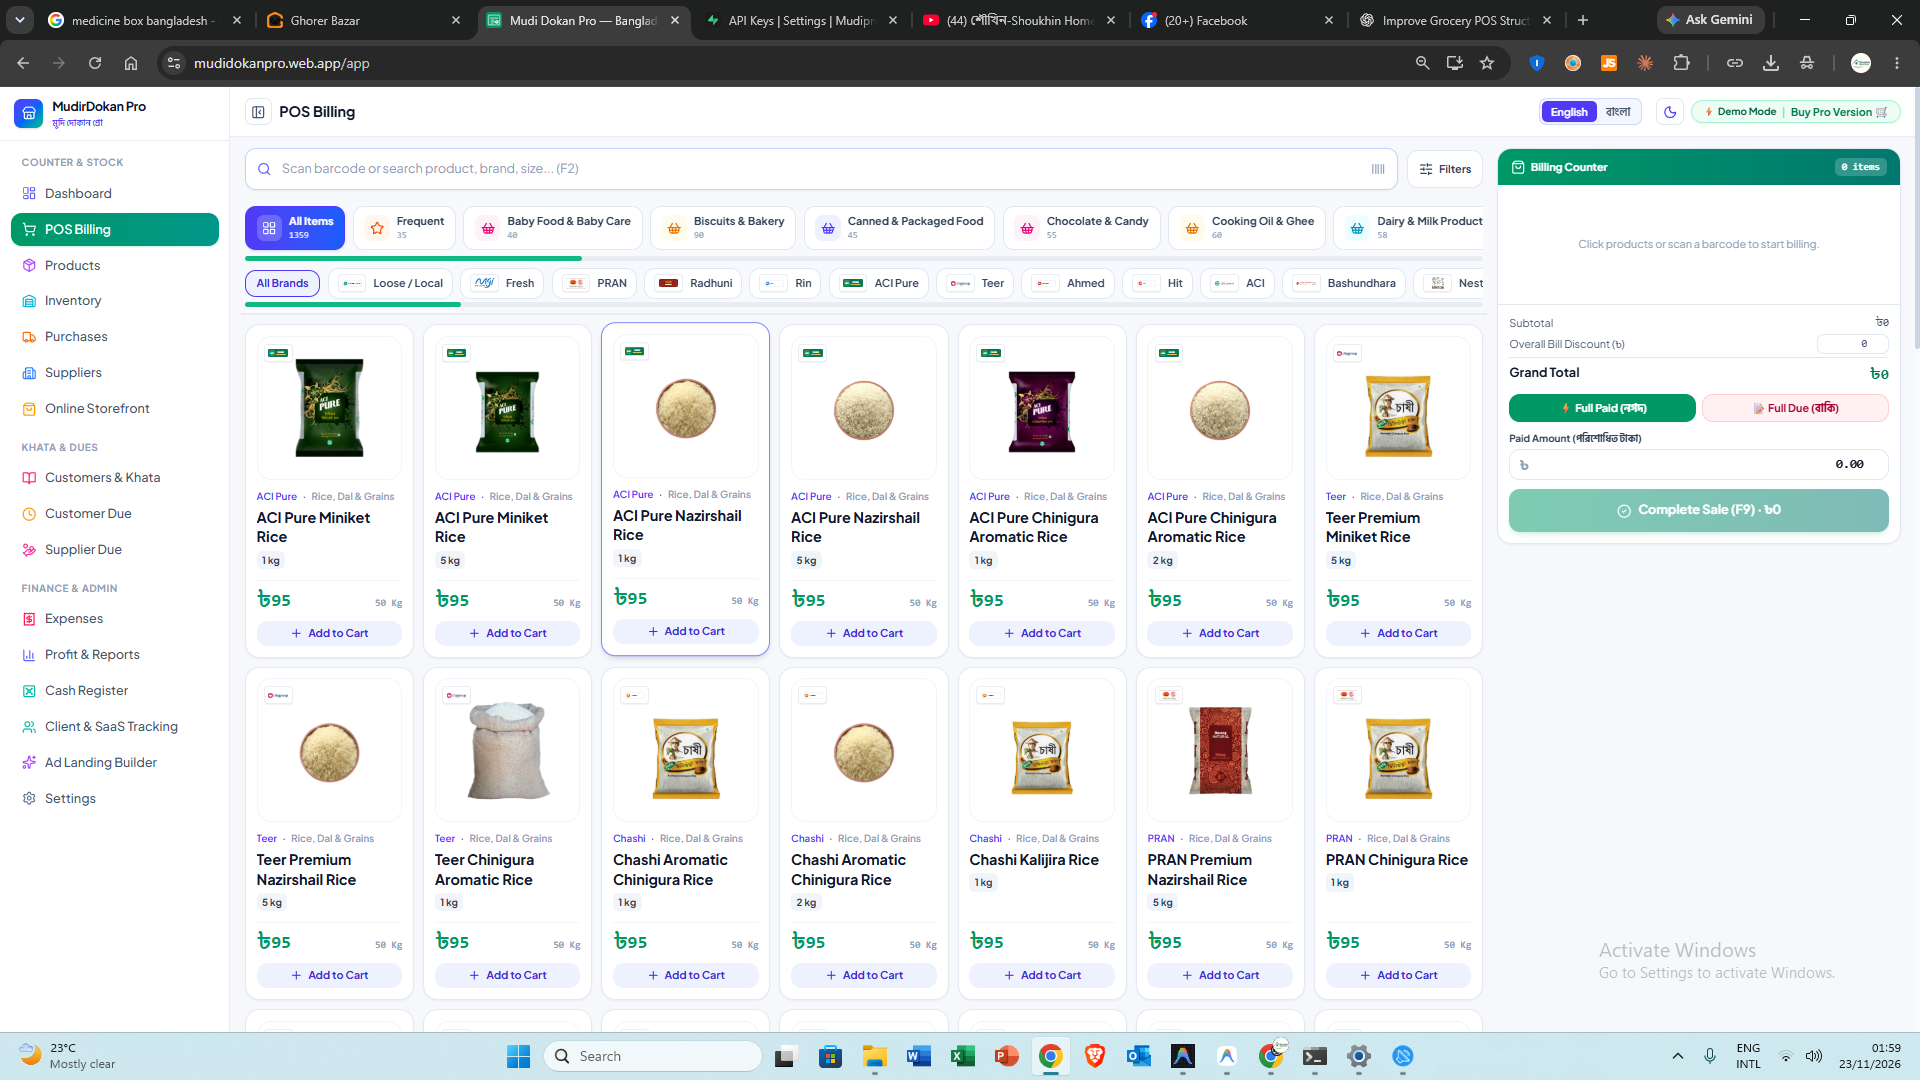 medicine box bangladesh -
Ghorer Bazar
Mudi Dokan Pro — Banglad
API Keys | Settings | Mudipr
(44) শৌখিন-Shoukhin Hom
(20+) Facebook
Improve Grocery POS Struct
Ask Gemini
mudidokanpro.web.app/app
MudirDokan Pro
মুদি দোকান প্রো
POS Billing
English
বাংলা
Demo Mode | Buy Pro Version
COUNTER & STOCK
Dashboard
POS Billing
Products
Inventory
Purchases
Suppliers
Online Storefront
KHATA & DUES
Customers & Khata
Customer Due
Supplier Due
FINANCE & ADMIN
Expenses
Profit & Reports
Cash Register
Client & SaaS Tracking
Ad Landing Builder
Settings
Scan barcode or search product, brand, size... (F2)
Filters
All Items 1359
Frequent 35
Baby Food & Baby Care 40
Biscuits & Bakery 90
Canned & Packaged Food 45
Chocolate & Candy 55
Cooking Oil & Ghee 60
Dairy & Milk Product 58
All Brands
Loose / Local
Fresh
PRAN
Radhuni
Rin
ACI Pure
Teer
Ahmed
Hit
ACI
Bashundhara
Nest
ACI PURE
ACI PURE
ACI PURE
চাষী
ACI Pure · Rice, Dal & Grains
ACI Pure Miniket Rice
1 kg
৳95
50 Kg
+ Add to Cart
ACI Pure · Rice, Dal & Grains
ACI Pure Miniket Rice
5 kg
৳95
50 Kg
+ Add to Cart
ACI Pure · Rice, Dal & Grains
ACI Pure Nazirshail Rice
1 kg
৳95
50 Kg
+ Add to Cart
ACI Pure · Rice, Dal & Grains
ACI Pure Nazirshail Rice
5 kg
৳95
50 Kg
+ Add to Cart
ACI Pure · Rice, Dal & Grains
ACI Pure Chinigura Aromatic Rice
1 kg
৳95
50 Kg
+ Add to Cart
ACI Pure · Rice, Dal & Grains
ACI Pure Chinigura Aromatic Rice
2 kg
৳95
50 Kg
+ Add to Cart
Teer · Rice, Dal & Grains
Teer Premium Miniket Rice
5 kg
৳95
50 Kg
+ Add to Cart
চাষী
চাষী
চাষী
Teer · Rice, Dal & Grains
Teer Premium Nazirshail Rice
5 kg
৳95
50 Kg
+ Add to Cart
Teer · Rice, Dal & Grains
Teer Chinigura Aromatic Rice
1 kg
৳95
50 Kg
+ Add to Cart
Chashi · Rice, Dal & Grains
Chashi Aromatic Chinigura Rice
1 kg
৳95
50 Kg
+ Add to Cart
Chashi · Rice, Dal & Grains
Chashi Aromatic Chinigura Rice
2 kg
৳95
50 Kg
+ Add to Cart
Chashi · Rice, Dal & Grains
Chashi Kalijira Rice
1 kg
৳95
50 Kg
+ Add to Cart
PRAN · Rice, Dal & Grains
PRAN Premium Nazirshail Rice
5 kg
৳95
50 Kg
+ Add to Cart
PRAN · Rice, Dal & Grains
PRAN Chinigura Rice
1 kg
৳95
50 Kg
+ Add to Cart
Billing Counter
0 items
Click products or scan a barcode to start billing.
Subtotal ৳0
Overall Bill Discount (৳) 0
Grand Total ৳0
Full Paid (নগদ)
Full Due (বাকি)
Paid Amount (পরিশোধিত টাকা)
৳ 0.00
Complete Sale (F9) · ৳0
Activate Windows
Go to Settings to activate Windows.
23°C
Mostly clear
Search
ENG
INTL
01:59
23/11/2026